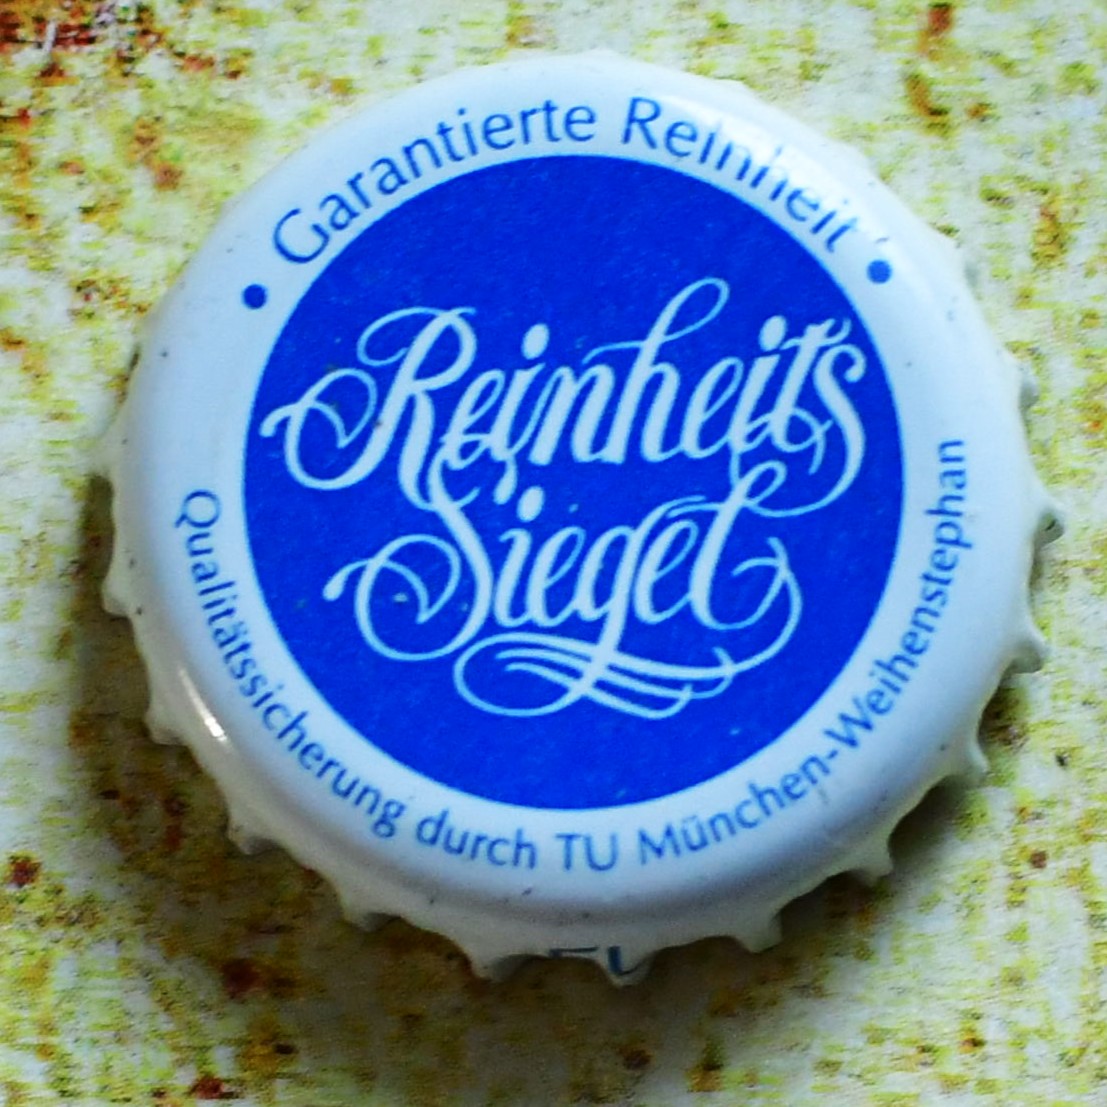 Garantierte Reinheit
Reinheits
Siegel
Qualitätssicherung durch TU München-Weihenstephan